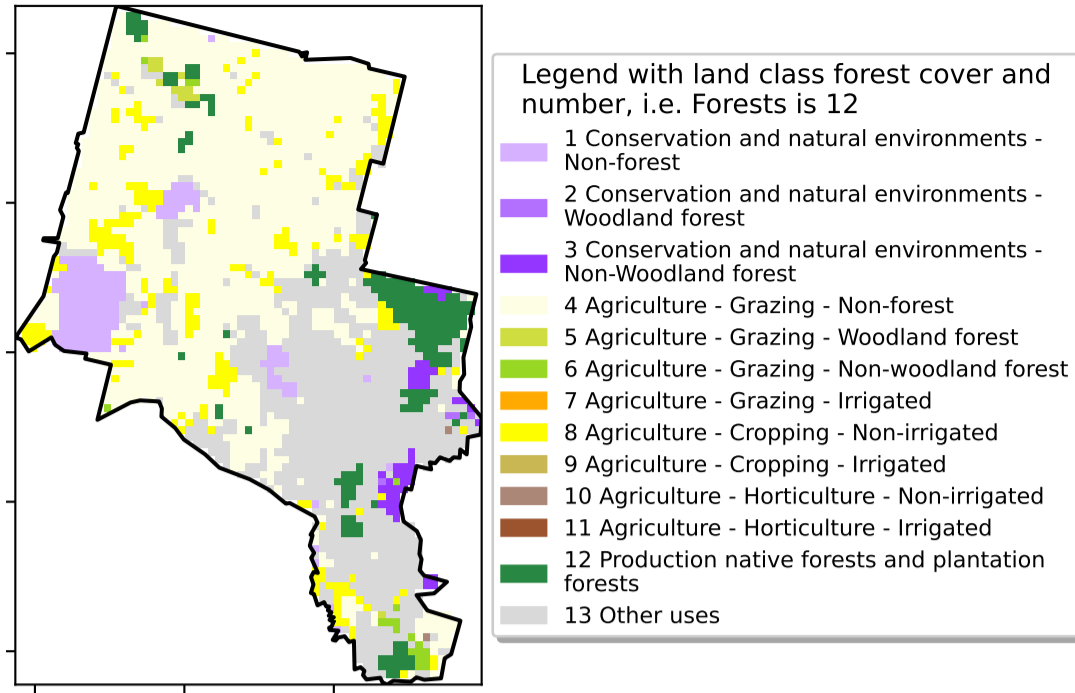 Legend with land class forest cover and
number, i.e. Forests is 12
1 Conservation and natural environments -
Non-forest
2 Conservation and natural environments -
Woodland forest
3 Conservation and natural environments -
Non-Woodland forest
4 Agriculture - Grazing - Non-forest
5 Agriculture - Grazing - Woodland forest
6 Agriculture - Grazing - Non-woodland forest
7 Agriculture - Grazing - Irrigated
8 Agriculture - Cropping - Non-irrigated
9 Agriculture - Cropping - Irrigated
10 Agriculture - Horticulture - Non-irrigated
11 Agriculture - Horticulture - Irrigated
12 Production native forests and plantation
forests
13 Other uses